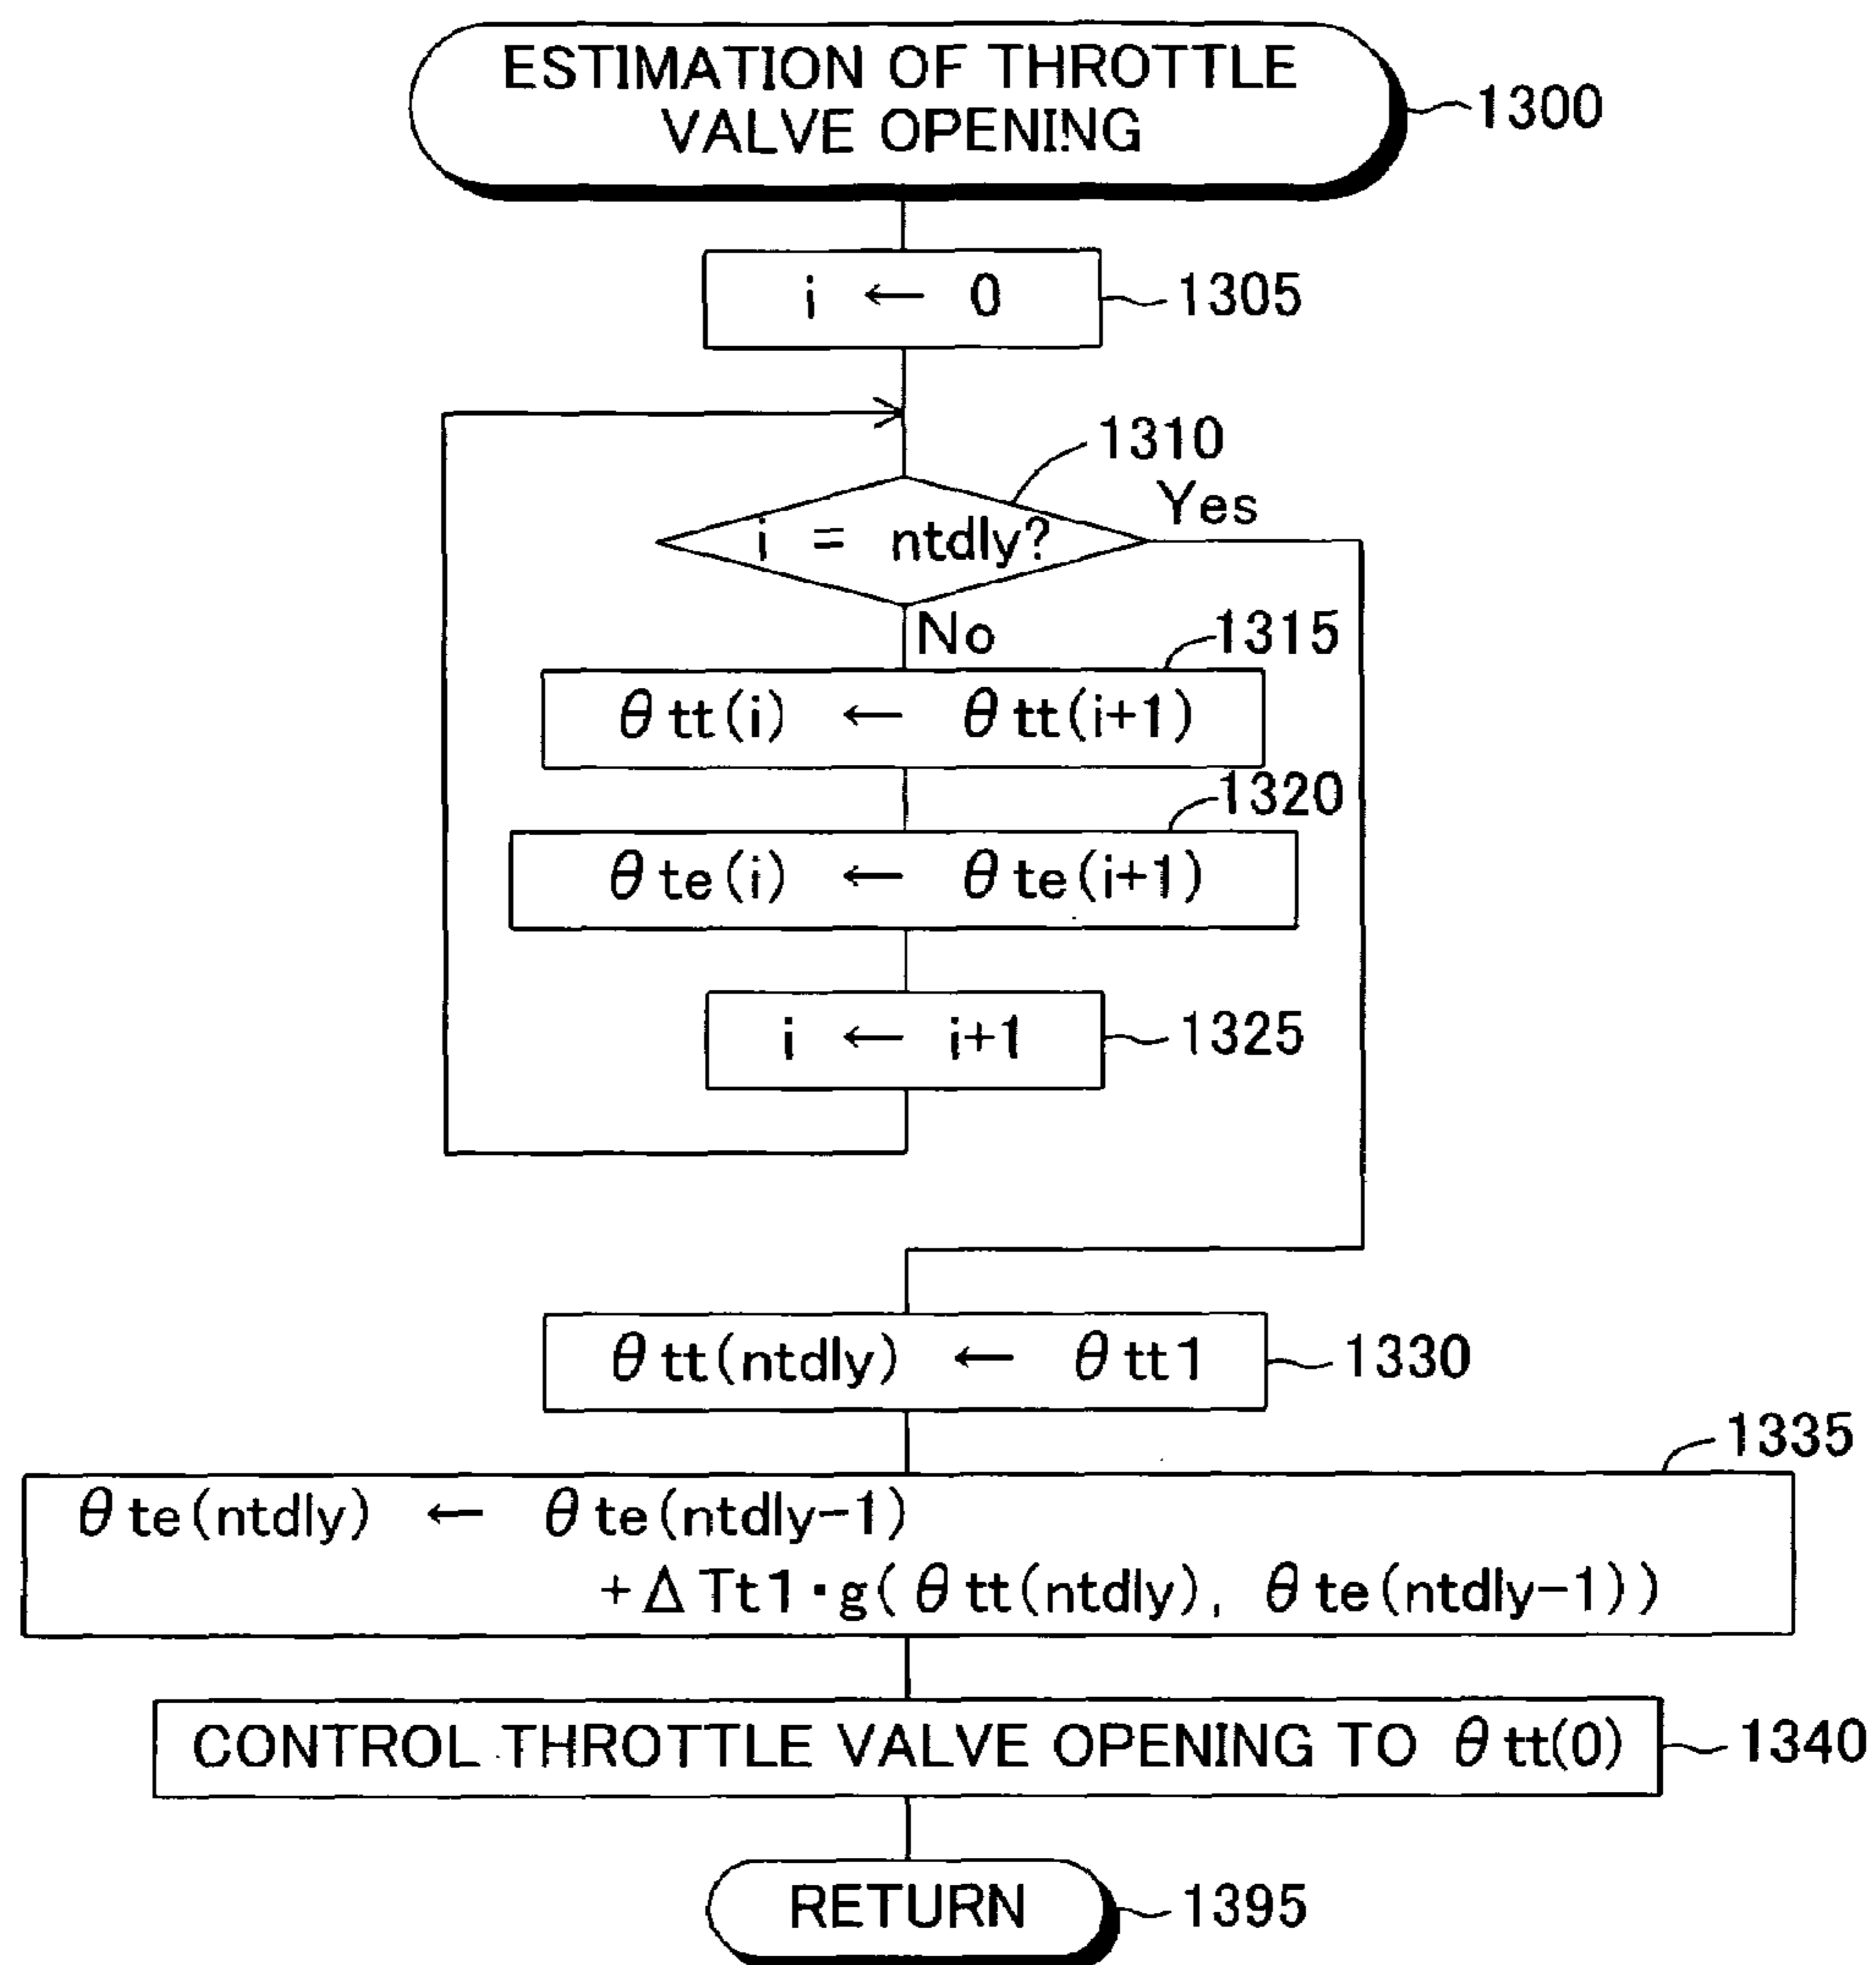 ESTIMATION OF THROTTLE
VALVE OPENING
1300
i ← 0
1305
1310
i = ntdly?
Yes
No
1315
θtt(i) ← θtt(i+1)
1320
θte(i) ← θte(i+1)
i ← i+1
1325
θtt(ntdly) ← θtt1
1330
1335
θte(ntdly) ← θte(ntdly-1)
+ΔTt1·g(θtt(ntdly), θte(ntdly-1))
CONTROL THROTTLE VALVE OPENING TO θtt(0)
1340
RETURN
1395